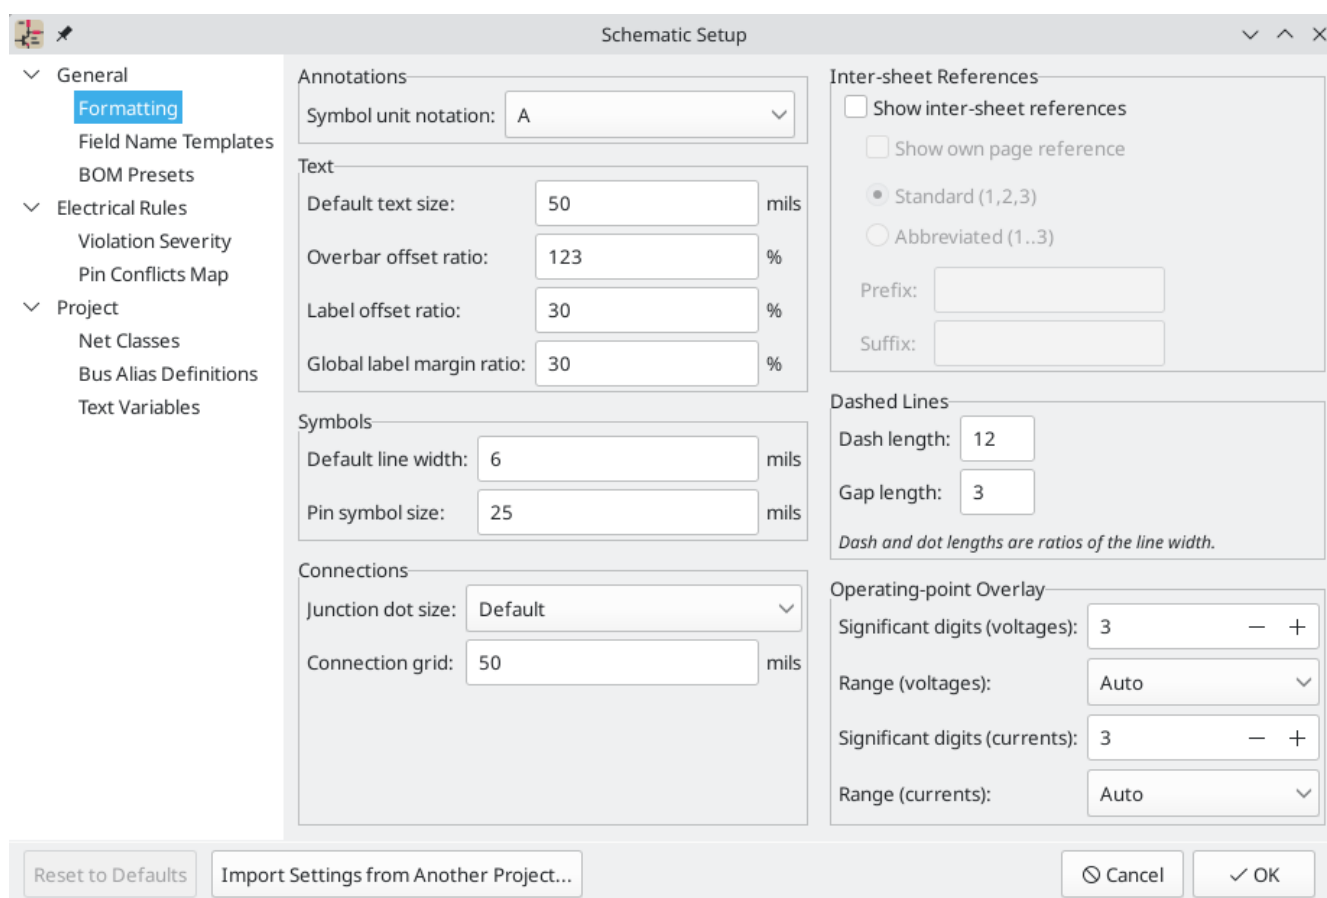 Schematic Setup
General
Formatting
Field Name Templates
BOM Presets
Electrical Rules
Violation Severity
Pin Conflicts Map
Project
Net Classes
Bus Alias Definitions
Text Variables
Annotations
Symbol unit notation: A
Text
Default text size: 50 mils
Overbar offset ratio: 123 %
Label offset ratio: 30 %
Global label margin ratio: 30 %
Symbols
Default line width: 6 mils
Pin symbol size: 25 mils
Connections
Junction dot size: Default
Connection grid: 50 mils
Inter-sheet References
Show inter-sheet references
Show own page reference
Standard (1,2,3)
Abbreviated (1..3)
Prefix:
Suffix:
Dashed Lines
Dash length: 12
Gap length: 3
Dash and dot lengths are ratios of the line width.
Operating-point Overlay
Significant digits (voltages): 3
Range (voltages): Auto
Significant digits (currents): 3
Range (currents): Auto
Reset to Defaults
Import Settings from Another Project...
Cancel
OK